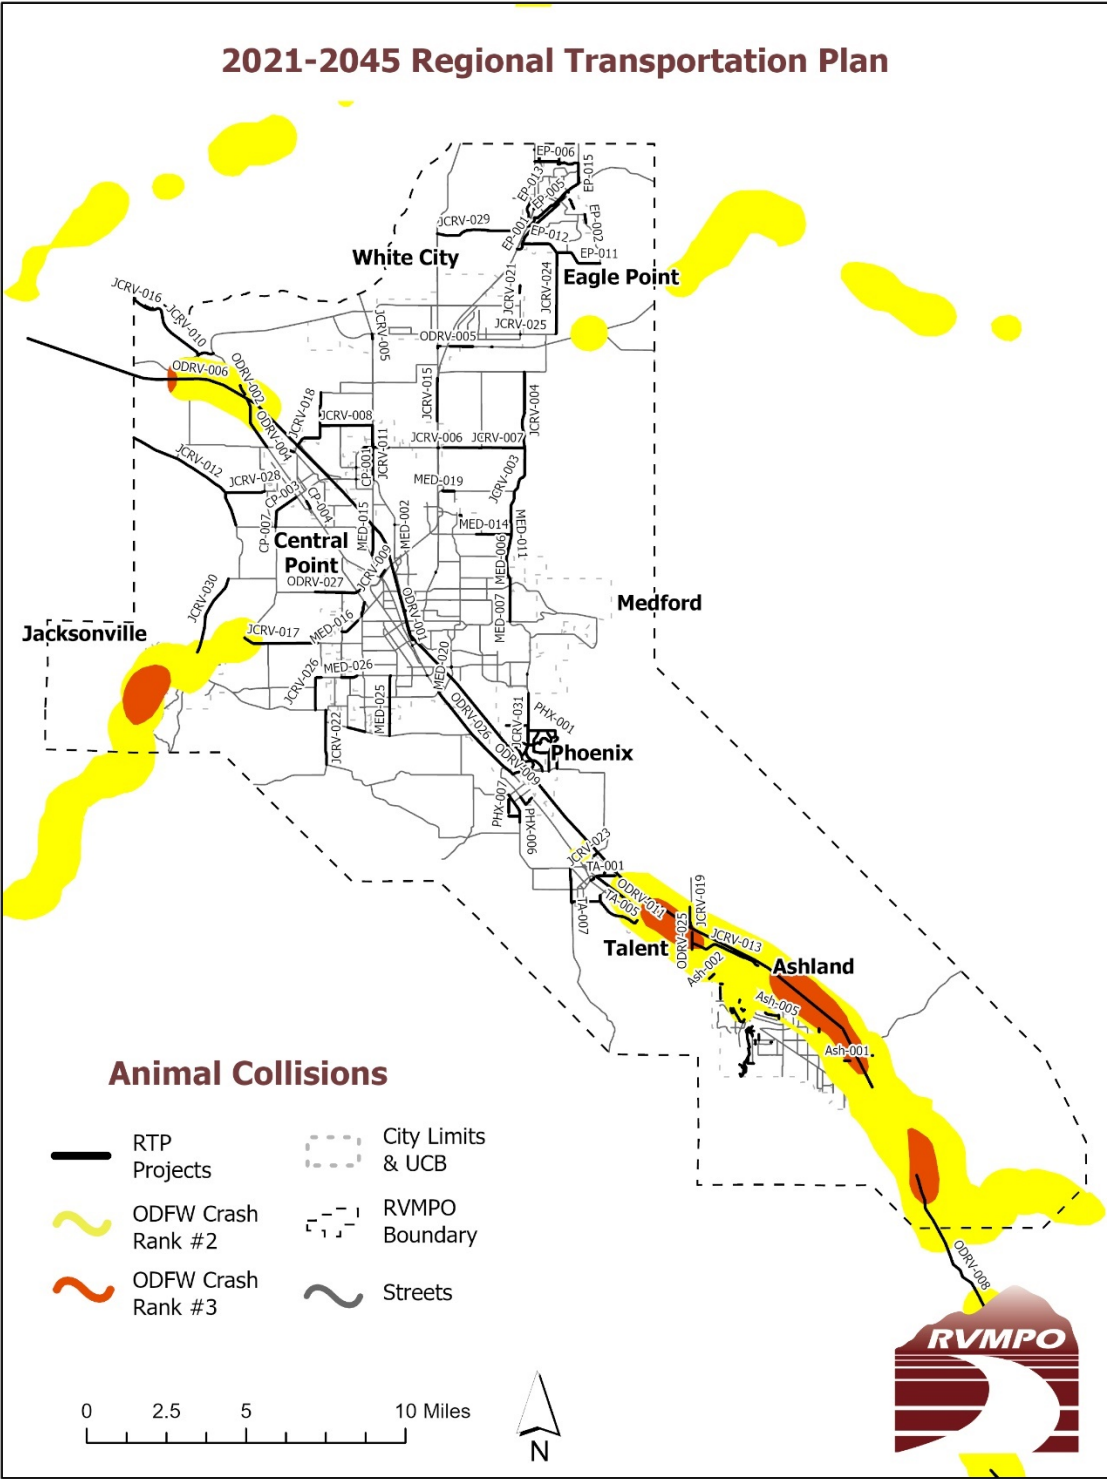 2021-2045 Regional Transportation Plan
EP-006
EP-013
EP-005
EP-015
EP-002
JCRV-029
EP-001
EP-012
EP-011
White City
Eagle Point
JCRV-021
JCRV-024
JCRV-016
JCRV-010
JCRV-005
JCRV-025
ODRV-005
ODRV-006
ODRV-002
JCRV-015
JCRV-004
JCRV-018
JCRV-008
ODRV-004
JCRV-011
JCRV-006
JCRV-007
JCRV-012
JCRV-028
CP-001
MED-019
JCRV-003
CP-003
CP-004
CP-007
MED-015
MED-002
MED-014
MED-011
Central
Point
MED-006
JCRV-009
ODRV-027
JCRV-030
ODRV-001
MED-007
Medford
Jacksonville
JCRV-017
MED-016
MED-020
JCRV-026
MED-026
MED-025
ODRV-026
JCRV-031
PHX-001
JCRV-022
Phoenix
ODRV-009
PHX-007
PHX-006
JCRV-023
TA-001
TA-005
TA-007
ODRV-011
JCRV-019
ODRV-025
JCRV-013
Talent
Ash-002
Ashland
Ash-005
Ash-001
ODRV-008
Animal Collisions
RTP
Projects
City Limits
& UCB
ODFW Crash
Rank #2
RVMPO
Boundary
ODFW Crash
Rank #3
Streets
0 2.5 5 10 Miles
N
RVMPO